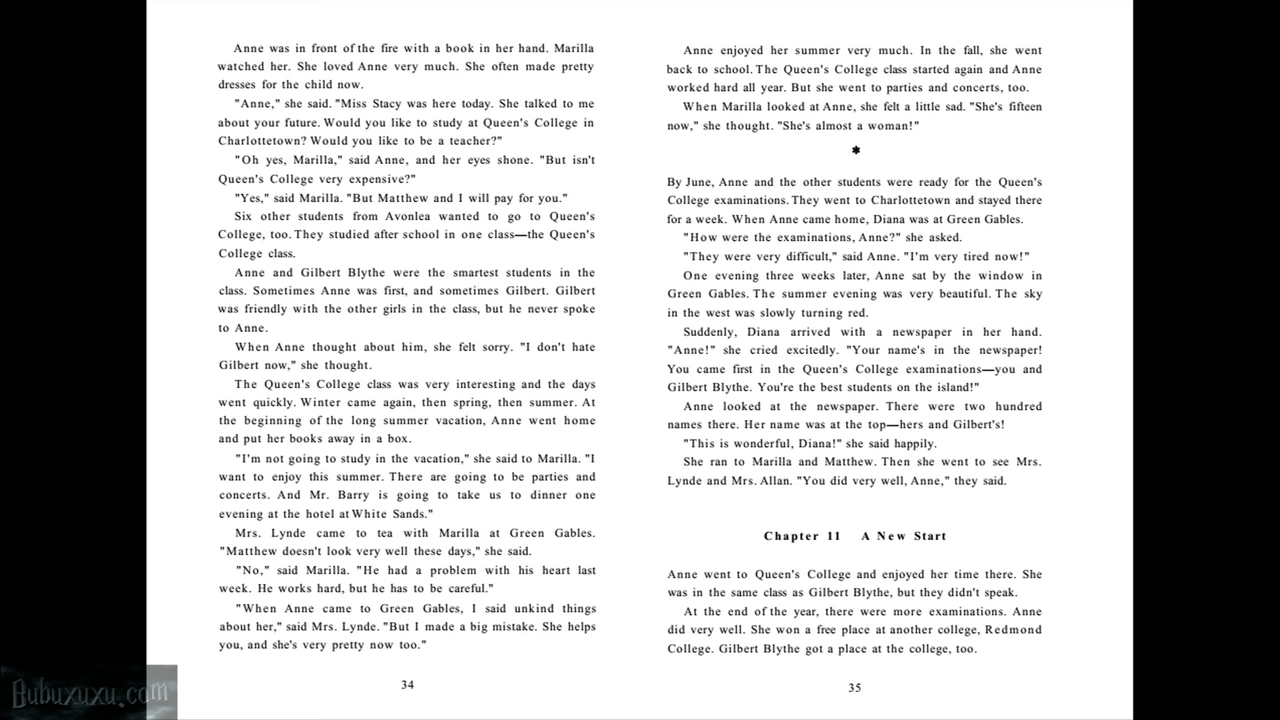 Anne was in front of the fire with a book in her hand. Marilla
watched her. She loved Anne very much. She often made pretty
dresses for the child now.
"Anne," she said. "Miss Stacy was here today. She talked to me
about your future. Would you like to study at Queen's College in
Charlottetown? Would you like to be a teacher?"
"Oh yes, Marilla," said Anne, and her eyes shone. "But isn't
Queen's College very expensive?"
"Yes," said Marilla. "But Matthew and I will pay for you."
Six other students from Avonlea wanted to go to Queen's
College, too. They studied after school in one class—the Queen's
College class.
Anne and Gilbert Blythe were the smartest students in the
class. Sometimes Anne was first, and sometimes Gilbert. Gilbert
was friendly with the other girls in the class, but he never spoke
to Anne.
When Anne thought about him, she felt sorry. "I don't hate
Gilbert now," she thought.
The Queen's College class was very interesting and the days
went quickly. Winter came again, then spring, then summer. At
the beginning of the long summer vacation, Anne went home
and put her books away in a box.
"I'm not going to study in the vacation," she said to Marilla. "I
want to enjoy this summer. There are going to be parties and
concerts. And Mr. Barry is going to take us to dinner one
evening at the hotel at White Sands."
Mrs. Lynde came to tea with Marilla at Green Gables.
"Matthew doesn't look very well these days," she said.
"No," said Marilla. "He had a problem with his heart last
week. He works hard, but he has to be careful."
"When Anne came to Green Gables, I said unkind things
about her," said Mrs. Lynde. "But I made a big mistake. She helps
you, and she's very pretty now too."
34
Anne enjoyed her summer very much. In the fall, she went
back to school. The Queen's College class started again and Anne
worked hard all year. But she went to parties and concerts, too.
When Marilla looked at Anne, she felt a little sad. "She's fifteen
now," she thought. "She's almost a woman!"
*
By June, Anne and the other students were ready for the Queen's
College examinations. They went to Charlottetown and stayed there
for a week. When Anne came home, Diana was at Green Gables.
"How were the examinations, Anne?" she asked.
"They were very difficult," said Anne. "I'm very tired now!"
One evening three weeks later, Anne sat by the window in
Green Gables. The summer evening was very beautiful. The sky
in the west was slowly turning red.
Suddenly, Diana arrived with a newspaper in her hand.
"Anne!" she cried excitedly. "Your name's in the newspaper!
You came first in the Queen's College examinations—you and
Gilbert Blythe. You're the best students on the island!"
Anne looked at the newspaper. There were two hundred
names there. Her name was at the top—hers and Gilbert's!
"This is wonderful, Diana!" she said happily.
She ran to Marilla and Matthew. Then she went to see Mrs.
Lynde and Mrs. Allan. "You did very well, Anne," they said.
Chapter 11 A New Start
Anne went to Queen's College and enjoyed her time there. She
was in the same class as Gilbert Blythe, but they didn't speak.
At the end of the year, there were more examinations. Anne
did very well. She won a free place at another college, Redmond
College. Gilbert Blythe got a place at the college, too.
35
Bubuxuxu.com